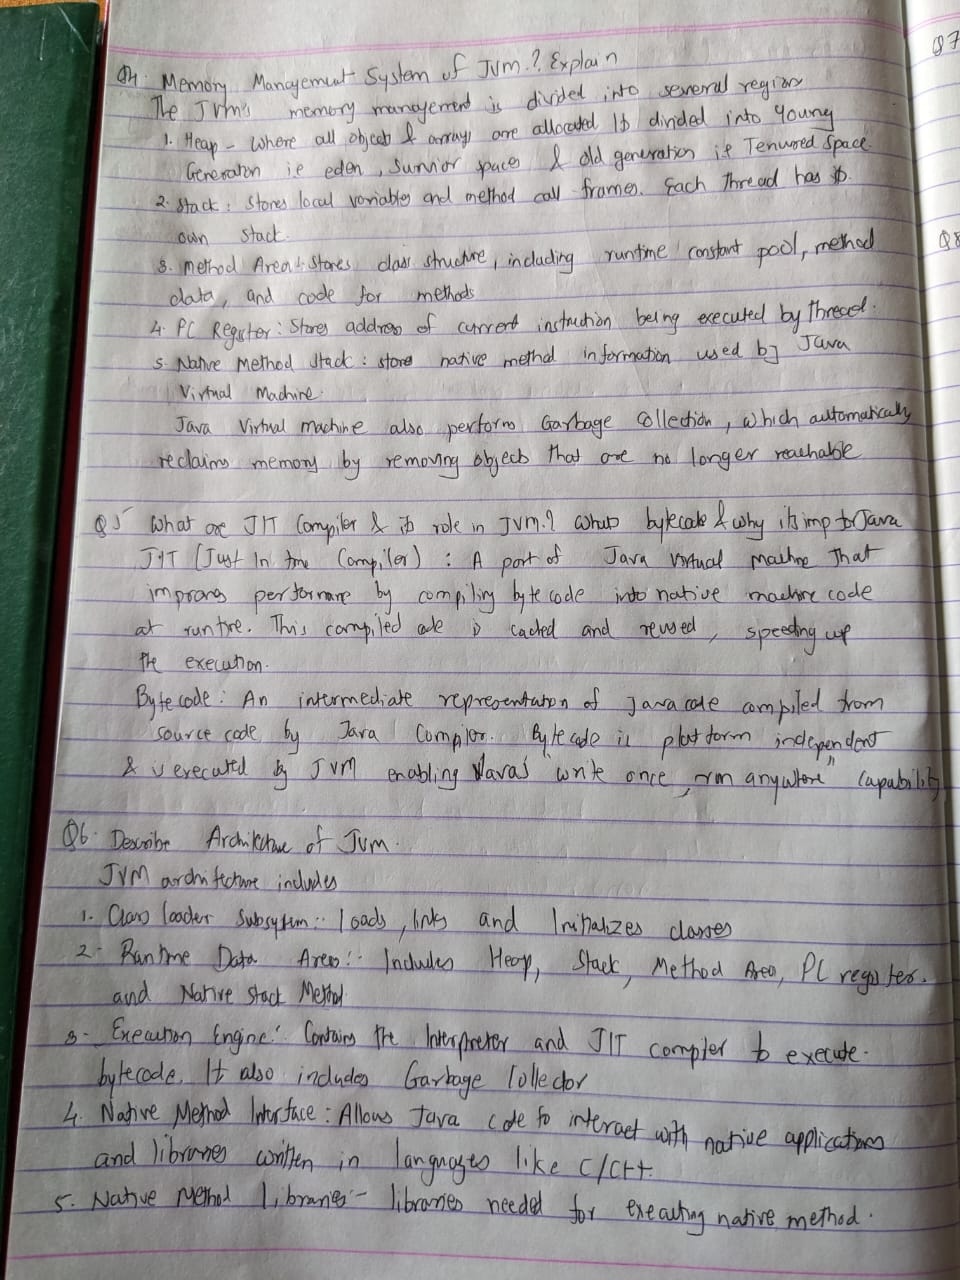 Q4. Memory Management System of JVM.? Explain
The JVM's memory management is divided into several region
1. Heap - Where all objects & arrays are allocated Its divided into Young
Generation ie eden, Survior spaces & old generation ie Tenured Space.
2. Stack : Stores local variables and method call frames. Each thread has its
own stack.
3. Method Area :- Stores class structure, including runtime constant pool, method
data, and code for methods
4. PC Register : Stores address of current instruction being executed by thread.
5. Native Method Stack : store native method information used by Java
Virtual Machine.
Java Virtual machine also performs Garbage Collection, which automatically
reclaims memory by removing objects that are no longer reachable
Q5 What are JIT Compiler & its role in JVM.? What's bytecode & why its imp to Java
JIT (Just In time Compiler) : A part of Java Virtual machine that
improves performance by compiling byte code into native machine code
at runtime. This compiled code is cached and reused, speeding up
the execution.
Bytecode : An intermediate representation of Java code compiled from
source code by Java Compiler. Bytecode is platform independent
& is executed by JVM enabling Java's "write once, run anywhere" capability
Q6. Describe Architecture of JVM.
JVM architecture includes
1. Class loader Subsystem :- loads, links and Initializes classes
2- Runtime Data Areas :- Includes Heap, Stack, Method Area, PC register.
and Native Stack Method
3- Execution Engine : Contains the Interpreter and JIT compiler to execute.
bytecode. It also includes Garbage Collector
4. Native Method Interface : Allows Java code to interact with native applications
and libraries written in languages like C/C++.
5. Native Method libraries - libraries needed for executing native method.
Q7
Q8